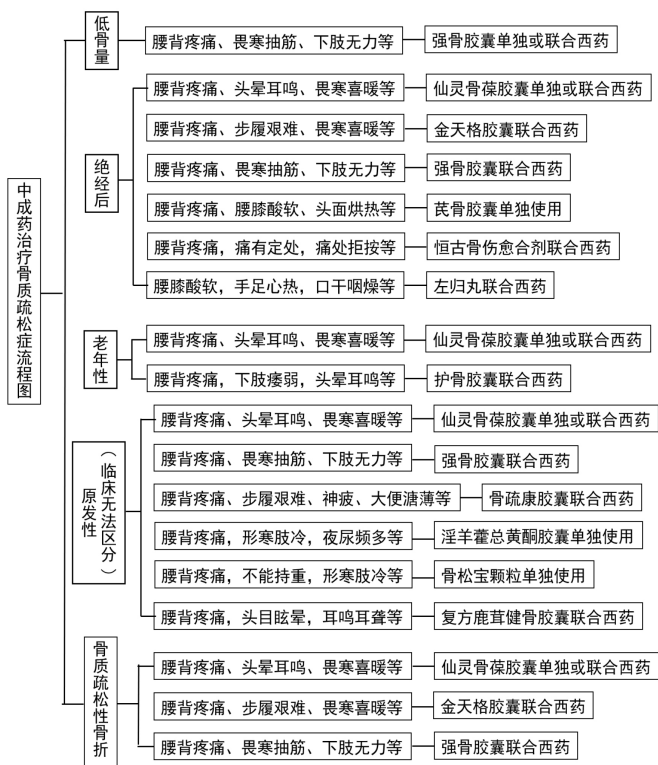 中成药治疗骨质疏松症流程图
低骨量
腰背疼痛、畏寒抽筋、下肢无力等
强骨胶囊单独或联合西药
绝经后
腰背疼痛、头晕耳鸣、畏寒喜暖等
仙灵骨葆胶囊单独或联合西药
腰背疼痛、步履艰难、畏寒喜暖等
金天格胶囊联合西药
腰背疼痛、畏寒抽筋、下肢无力等
强骨胶囊联合西药
腰背疼痛、腰膝酸软、头面烘热等
芪骨胶囊单独使用
腰背疼痛，痛有定处，痛处拒按等
恒古骨伤愈合剂联合西药
腰膝酸软，手足心热，口干咽燥等
左归丸联合西药
老年性
腰背疼痛、头晕耳鸣、畏寒喜暖等
仙灵骨葆胶囊单独或联合西药
腰背疼痛，下肢痿弱，头晕耳鸣等
护骨胶囊联合西药
原发性
（临床无法区分）
腰背疼痛、头晕耳鸣、畏寒喜暖等
仙灵骨葆胶囊单独或联合西药
腰背疼痛、畏寒抽筋、下肢无力等
强骨胶囊联合西药
腰背疼痛、步履艰难、神疲、大便溏薄等
骨疏康胶囊联合西药
腰背疼痛，形寒肢冷，夜尿频多等
淫羊藿总黄酮胶囊单独使用
腰背疼痛，不能持重，形寒肢冷等
骨松宝颗粒单独使用
腰背疼痛，头目眩晕，耳鸣耳聋等
复方鹿茸健骨胶囊联合西药
骨质疏松性骨折
腰背疼痛、头晕耳鸣、畏寒喜暖等
仙灵骨葆胶囊单独或联合西药
腰背疼痛、步履艰难、畏寒喜暖等
金天格胶囊联合西药
腰背疼痛、畏寒抽筋、下肢无力等
强骨胶囊联合西药